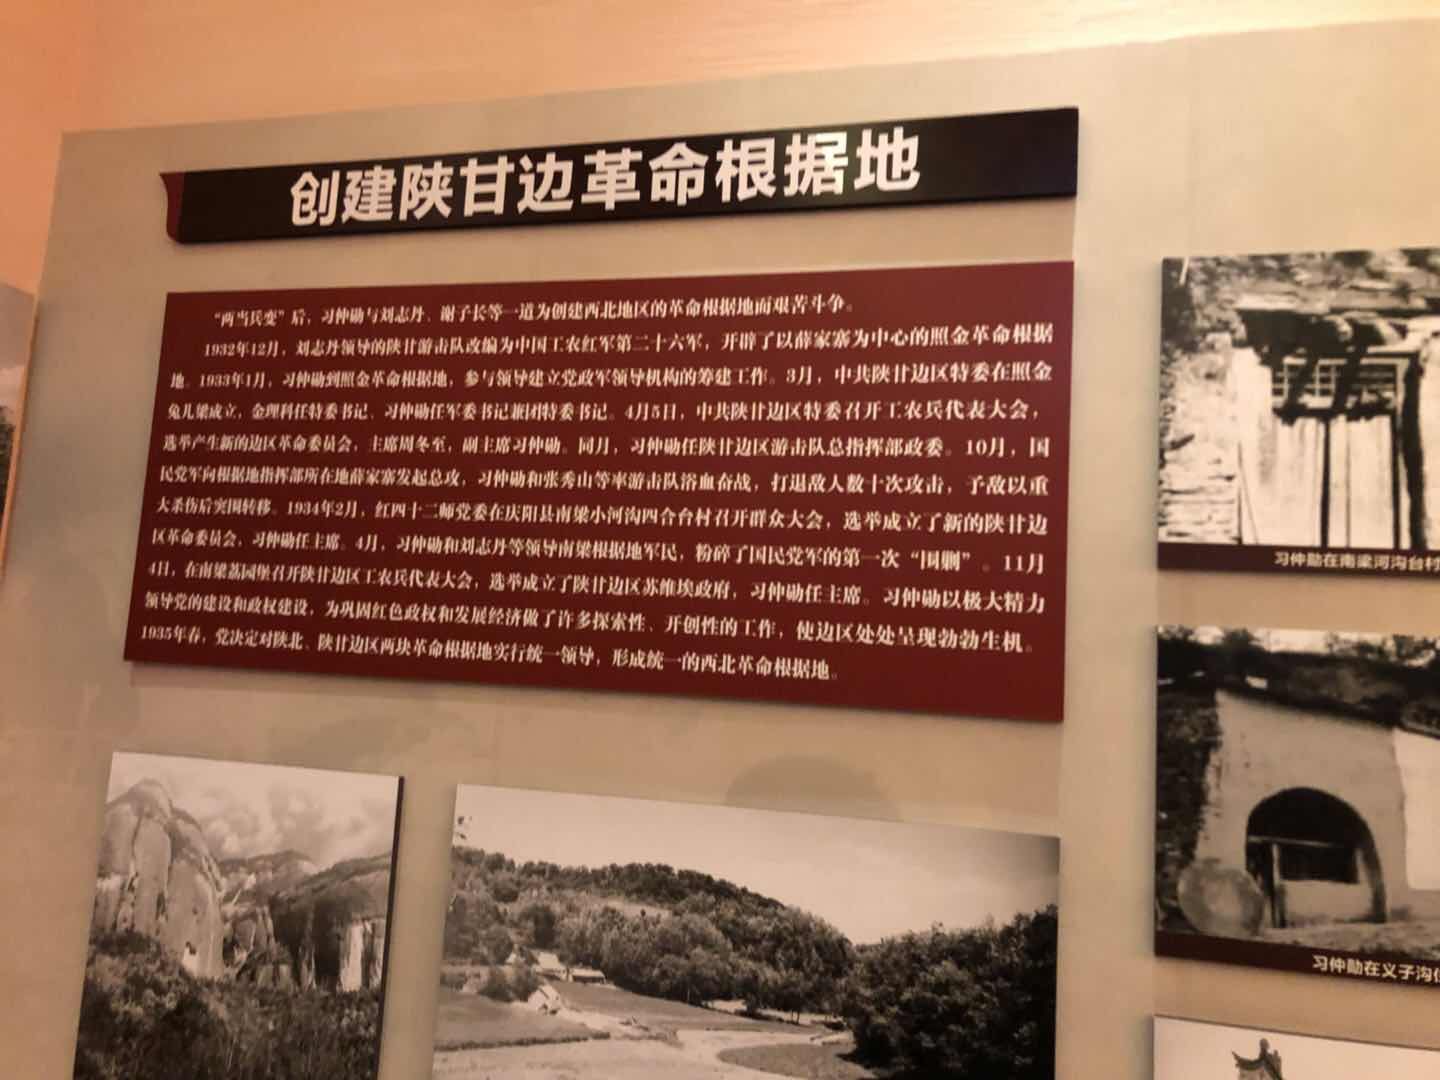 创建陕甘边革命根据地
“两当兵变”后，习仲勋与刘志丹、谢子长等一道为创建西北地区的革命根据地而艰苦斗争。
1932年12月，刘志丹领导的陕甘游击队改编为中国工农红军第二十六军，开辟了以薛家寨为中心的照金革命根据
地。1933年1月，习仲勋到照金革命根据地，参与领导建立党政军领导机构的筹建工作。3月，中共陕甘边区特委在照金
兔儿梁成立，金理科任特委书记、习仲勋任军委书记兼团特委书记。4月5日，中共陕甘边区特委召开工农兵代表大会，
选举产生新的边区革命委员会，主席周冬至，副主席习仲勋。同月，习仲勋任陕甘边区游击队总指挥部政委。10月，国
民党军向根据地指挥部所在地薛家寨发起总攻，习仲勋和张秀山等率游击队浴血奋战，打退敌人数十次攻击，予敌以重
大杀伤后突围转移。1934年2月，红四十二师党委在庆阳县南梁小河沟四合台村召开群众大会，选举成立了新的陕甘边
区革命委员会，习仲勋任主席。4月，习仲勋和刘志丹等领导南梁根据地军民，粉碎了国民党军的第一次“围剿”。11月
4日，在南梁荔园堡召开陕甘边区工农兵代表大会，选举成立了陕甘边区苏维埃政府，习仲勋任主席。习仲勋以极大精力
领导党的建设和政权建设，为巩固红色政权和发展经济做了许多探索性、开创性的工作，使边区处处呈现勃勃生机。
1935年春，党决定对陕北、陕甘边区两块革命根据地实行统一领导，形成统一的西北革命根据地。
习仲勋在南梁河沟台村
习仲勋在义子沟